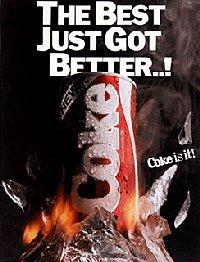 THE BEST
JUST GOT
BETTER..!
Coke
Coke is it!